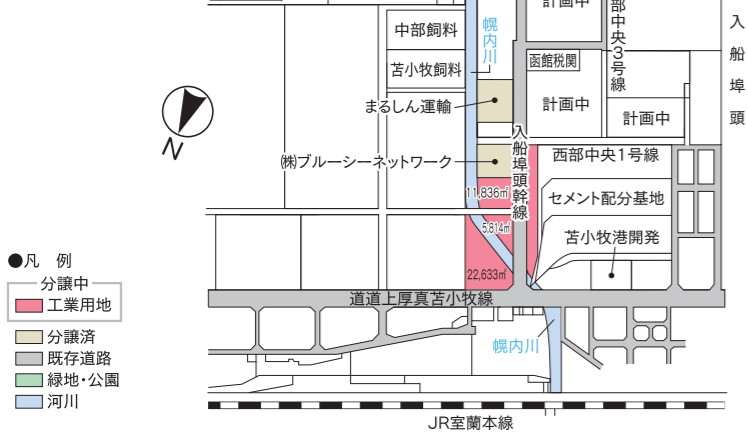 計画中
部中央3号線
入船埠頭
中部飼料
幌内川
苫小牧飼料
函館税関
まるしん運輸
計画中
計画中
入船埠頭幹線
西部中央1号線
㈱ブルーシーネットワーク
11,836㎡
セメント配分基地
5,814㎡
苫小牧港開発
22,633㎡
道道上厚真苫小牧線
幌内川
JR室蘭本線
N
●凡 例
分譲中
工業用地
分譲済
既存道路
緑地・公園
河川